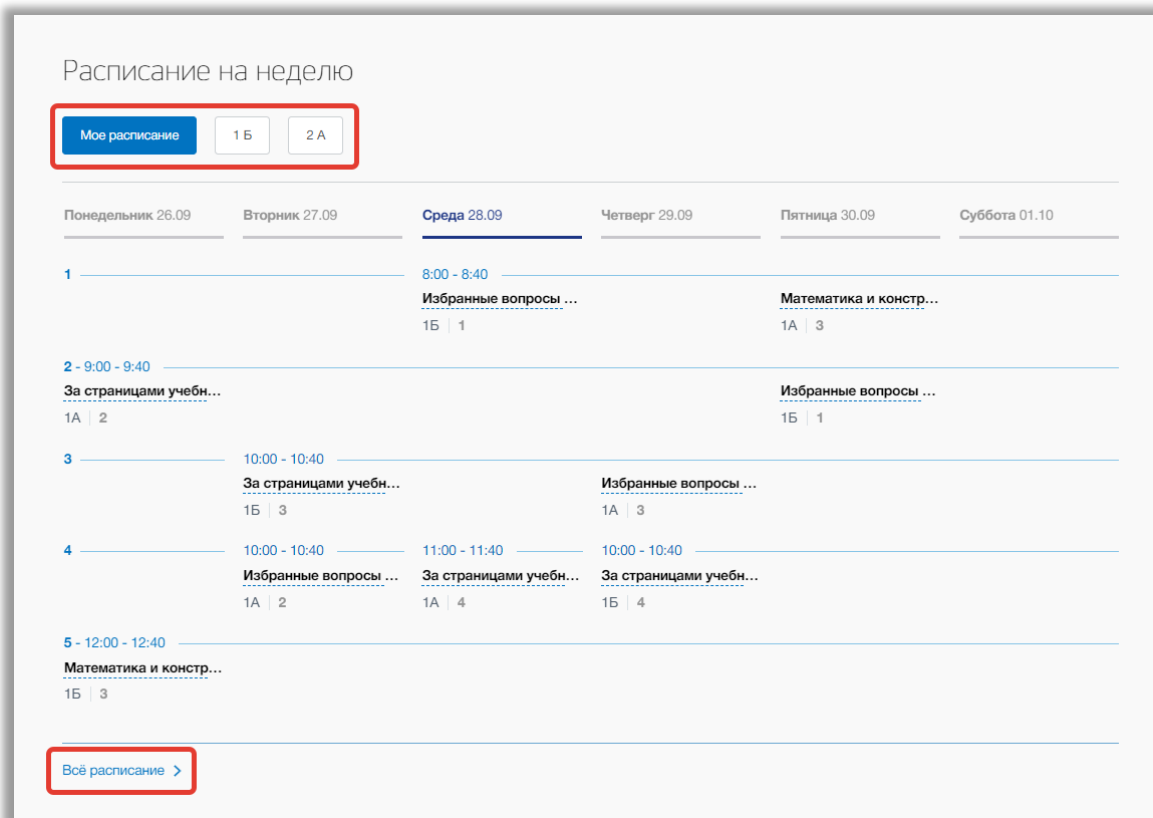 Расписание на неделю
Мое расписание 1 Б 2 А
Понедельник 26.09 Вторник 27.09 Среда 28.09 Четверг 29.09 Пятница 30.09 Суббота 01.10
1 8:00 - 8:40
Избранные вопросы ... Математика и констр...
1Б 1 1А 3
2 - 9:00 - 9:40
За страницами учебн... Избранные вопросы ...
1А 2 1Б 1
3 10:00 - 10:40
За страницами учебн... Избранные вопросы ...
1Б 3 1А 3
4 10:00 - 10:40 11:00 - 11:40 10:00 - 10:40
Избранные вопросы ... За страницами учебн... За страницами учебн...
1А 2 1А 4 1Б 4
5 - 12:00 - 12:40
Математика и констр...
1Б 3
Всё расписание